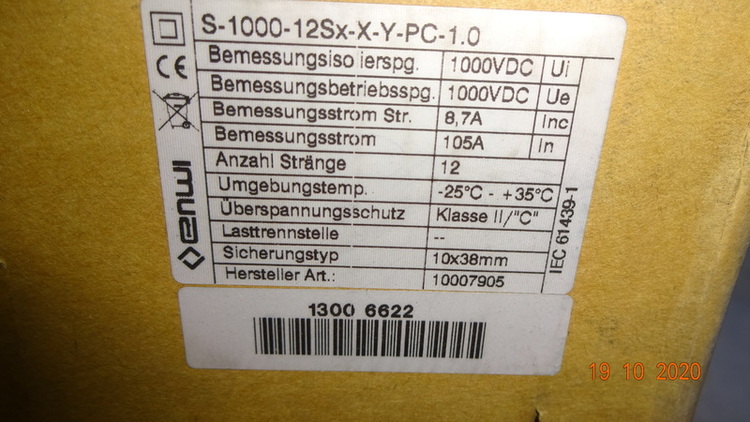 S-1000-12Sx-X-Y-PC-1.0
Bemessungsiso ierspg. 1000VDC Ui
Bemessungsbetriebsspg. 1000VDC Ue
Bemessungsstrom Str. 8,7A Inc
Bemessungsstrom 105A In
Anzahl Stränge 12
Umgebungstemp. -25°C - +35°C
Überspannungsschutz Klasse II/"C"
Lasttrennstelle --
Sicherungstyp 10x38mm
Hersteller Art.: 10007905
CE
enwi
IEC 61439-1
1300 6622
19 10 2020